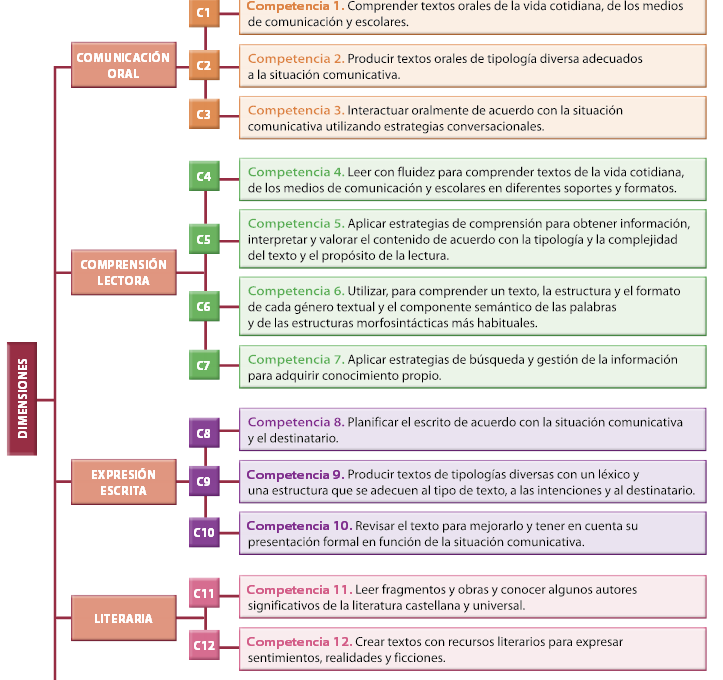 DIMENSIONES
COMUNICACIÓN
ORAL
C1
Competencia 1. Comprender textos orales de la vida cotidiana, de los medios
de comunicación y escolares.
C2
Competencia 2. Producir textos orales de tipología diversa adecuados
a la situación comunicativa.
C3
Competencia 3. Interactuar oralmente de acuerdo con la situación
comunicativa utilizando estrategias conversacionales.
COMPRENSIÓN
LECTORA
C4
Competencia 4. Leer con fluidez para comprender textos de la vida cotidiana,
de los medios de comunicación y escolares en diferentes soportes y formatos.
C5
Competencia 5. Aplicar estrategias de comprensión para obtener información,
interpretar y valorar el contenido de acuerdo con la tipología y la complejidad
del texto y el propósito de la lectura.
C6
Competencia 6. Utilizar, para comprender un texto, la estructura y el formato
de cada género textual y el componente semántico de las palabras
y de las estructuras morfosintácticas más habituales.
C7
Competencia 7. Aplicar estrategias de búsqueda y gestión de la información
para adquirir conocimiento propio.
EXPRESIÓN
ESCRITA
C8
Competencia 8. Planificar el escrito de acuerdo con la situación comunicativa
y el destinatario.
C9
Competencia 9. Producir textos de tipologías diversas con un léxico y
una estructura que se adecuen al tipo de texto, a las intenciones y al destinatario.
C10
Competencia 10. Revisar el texto para mejorarlo y tener en cuenta su
presentación formal en función de la situación comunicativa.
LITERARIA
C11
Competencia 11. Leer fragmentos y obras y conocer algunos autores
significativos de la literatura castellana y universal.
C12
Competencia 12. Crear textos con recursos literarios para expresar
sentimientos, realidades y ficciones.